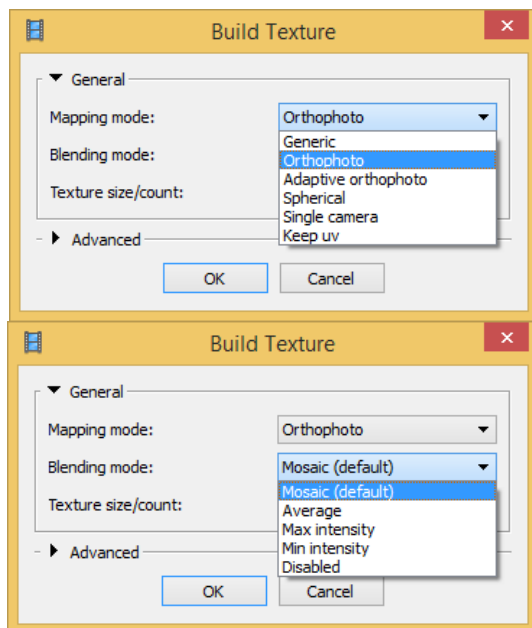 Build Texture
General
Mapping mode: Orthophoto
Generic
Blending mode:
Orthophoto
Adaptive orthophoto
Texture size/count:
Spherical
Single camera
Advanced
Keep uv
OK Cancel
Build Texture
General
Mapping mode: Orthophoto
Blending mode: Mosaic (default)
Mosaic (default)
Texture size/count:
Average
Max intensity
Advanced
Min intensity
Disabled
OK Cancel